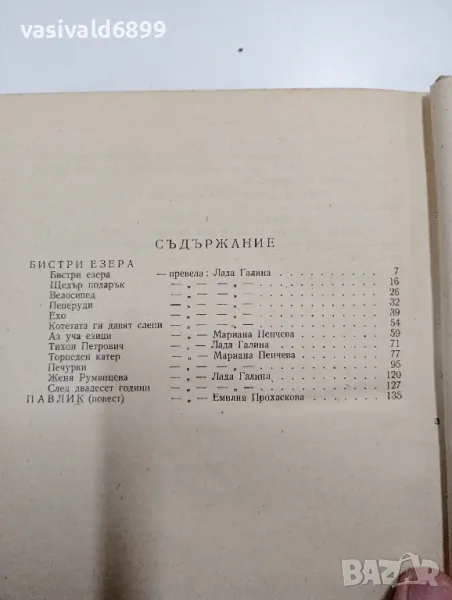 vasivald6899
СЪДЪРЖАНИЕ
БИСТРИ ЕЗЕРА
Бистри езера — превела: Лада Галина . . . . . . . . 7
Щедър подарък — „ — — „ — . . . . . . . . 16
Велосипед — „ — — „ — . . . . . . . . 26
Пеперуди — „ — — „ — . . . . . . . . 32
Ехо — „ — — „ — . . . . . . . . 39
Котетата ги давят слепи — „ — — „ — . . . . . . . . 54
Аз уча езици — „ — Мариана Пенчева . . . . . . 59
Тихон Петрович — „ — Лада Галина . . . . . . . . 71
Торпеден катер — „ — Мариана Пенчева . . . . . . 77
Печурки — „ — — „ — . . . . . . . . 95
Женя Румянцева — „ — Лада Галина . . . . . . . . 120
След двадесет години — „ — — „ — . . . . . . . . 127
ПАВЛИК (повест) — „ — Емилия Прохаскова . . . . . 135
3
BAZAR.bg